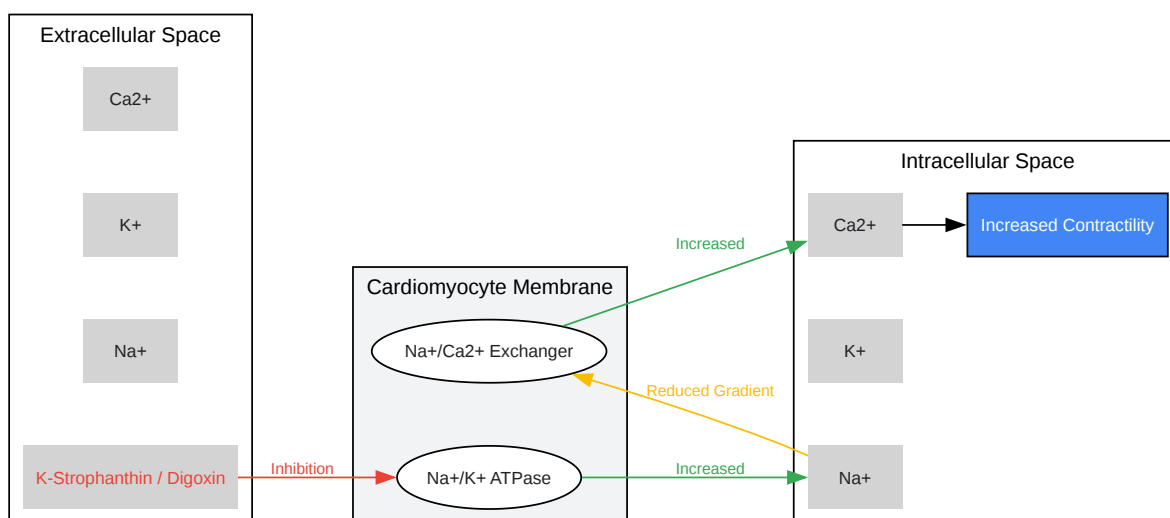 Extracellular Space
Ca2+
K+
Na+
K-Strophanthin / Digoxin
Inhibition
Cardiomyocyte Membrane
Na+/Ca2+ Exchanger
Na+/K+ ATPase
Increased
Reduced Gradient
Increased
Intracellular Space
Ca2+
Increased Contractility
K+
Na+